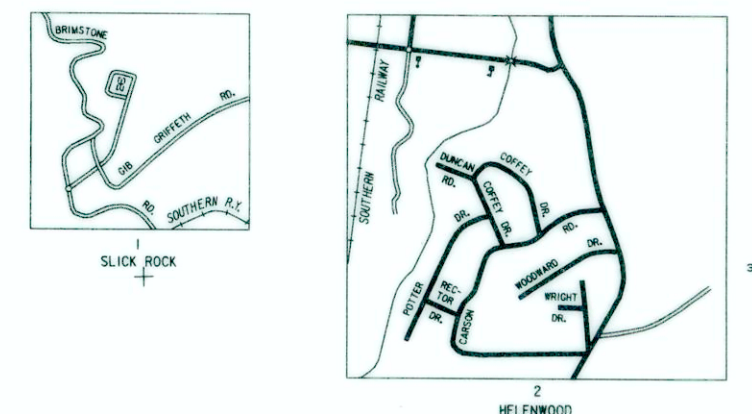 BRIMSTONE
GIB GRIFFETH RD.
RD.
SOUTHERN R.Y.
1
SLICK ROCK
RAILWAY
SOUTHERN
DUNCAN
RD.
COFFEY
COFFEY
DR.
DR.
DR.
RD.
DR.
WOODWARD
POTTER
REC-
TOR
DR.
CARSON
WRIGHT
DR.
2
HELENWOOD
3